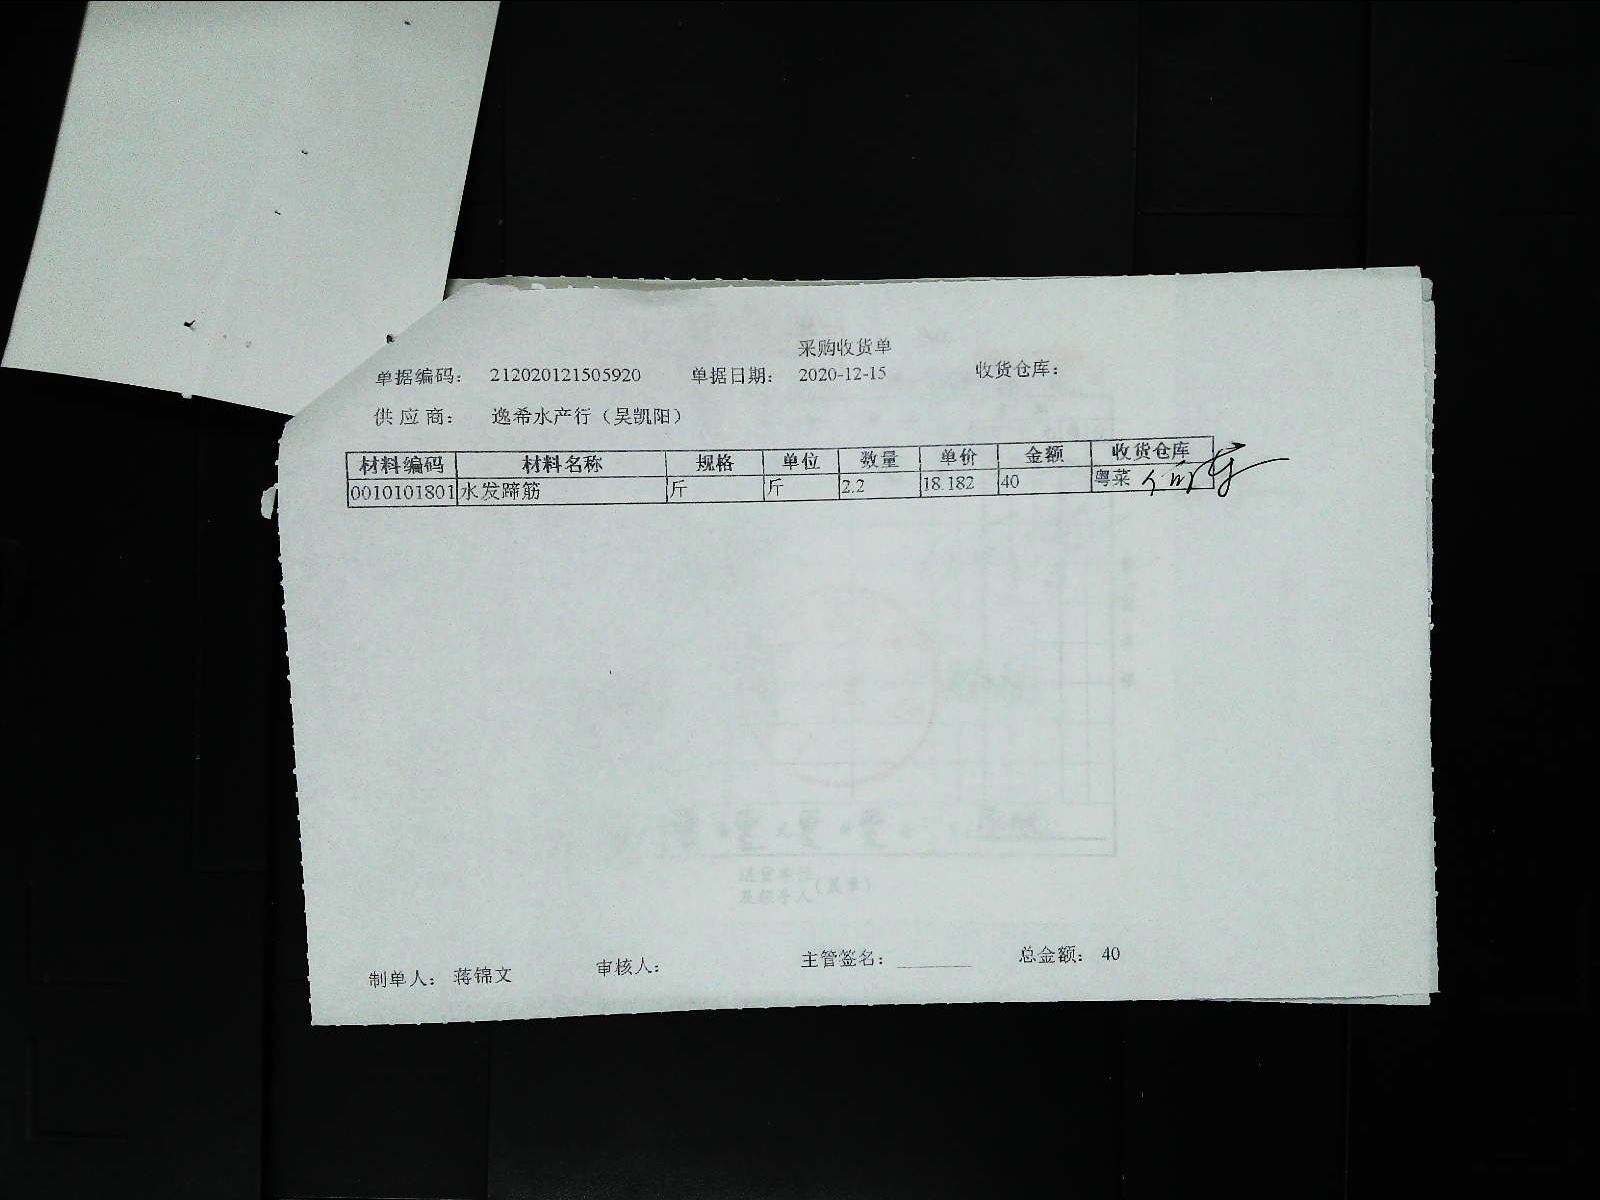 采购收货单
单据编码： 212020121505920 单据日期： 2020-12-15 收货仓库：
供应商： 逸希水产行（吴凯阳）
材料编码 材料名称 规格 单位 数量 单价 金额 收货仓库
0010101801 水发蹄筋 斤 斤 2.2 18.182 40 粤菜
制单人： 蒋锦文 审核人： 主管签名： 总金额： 40